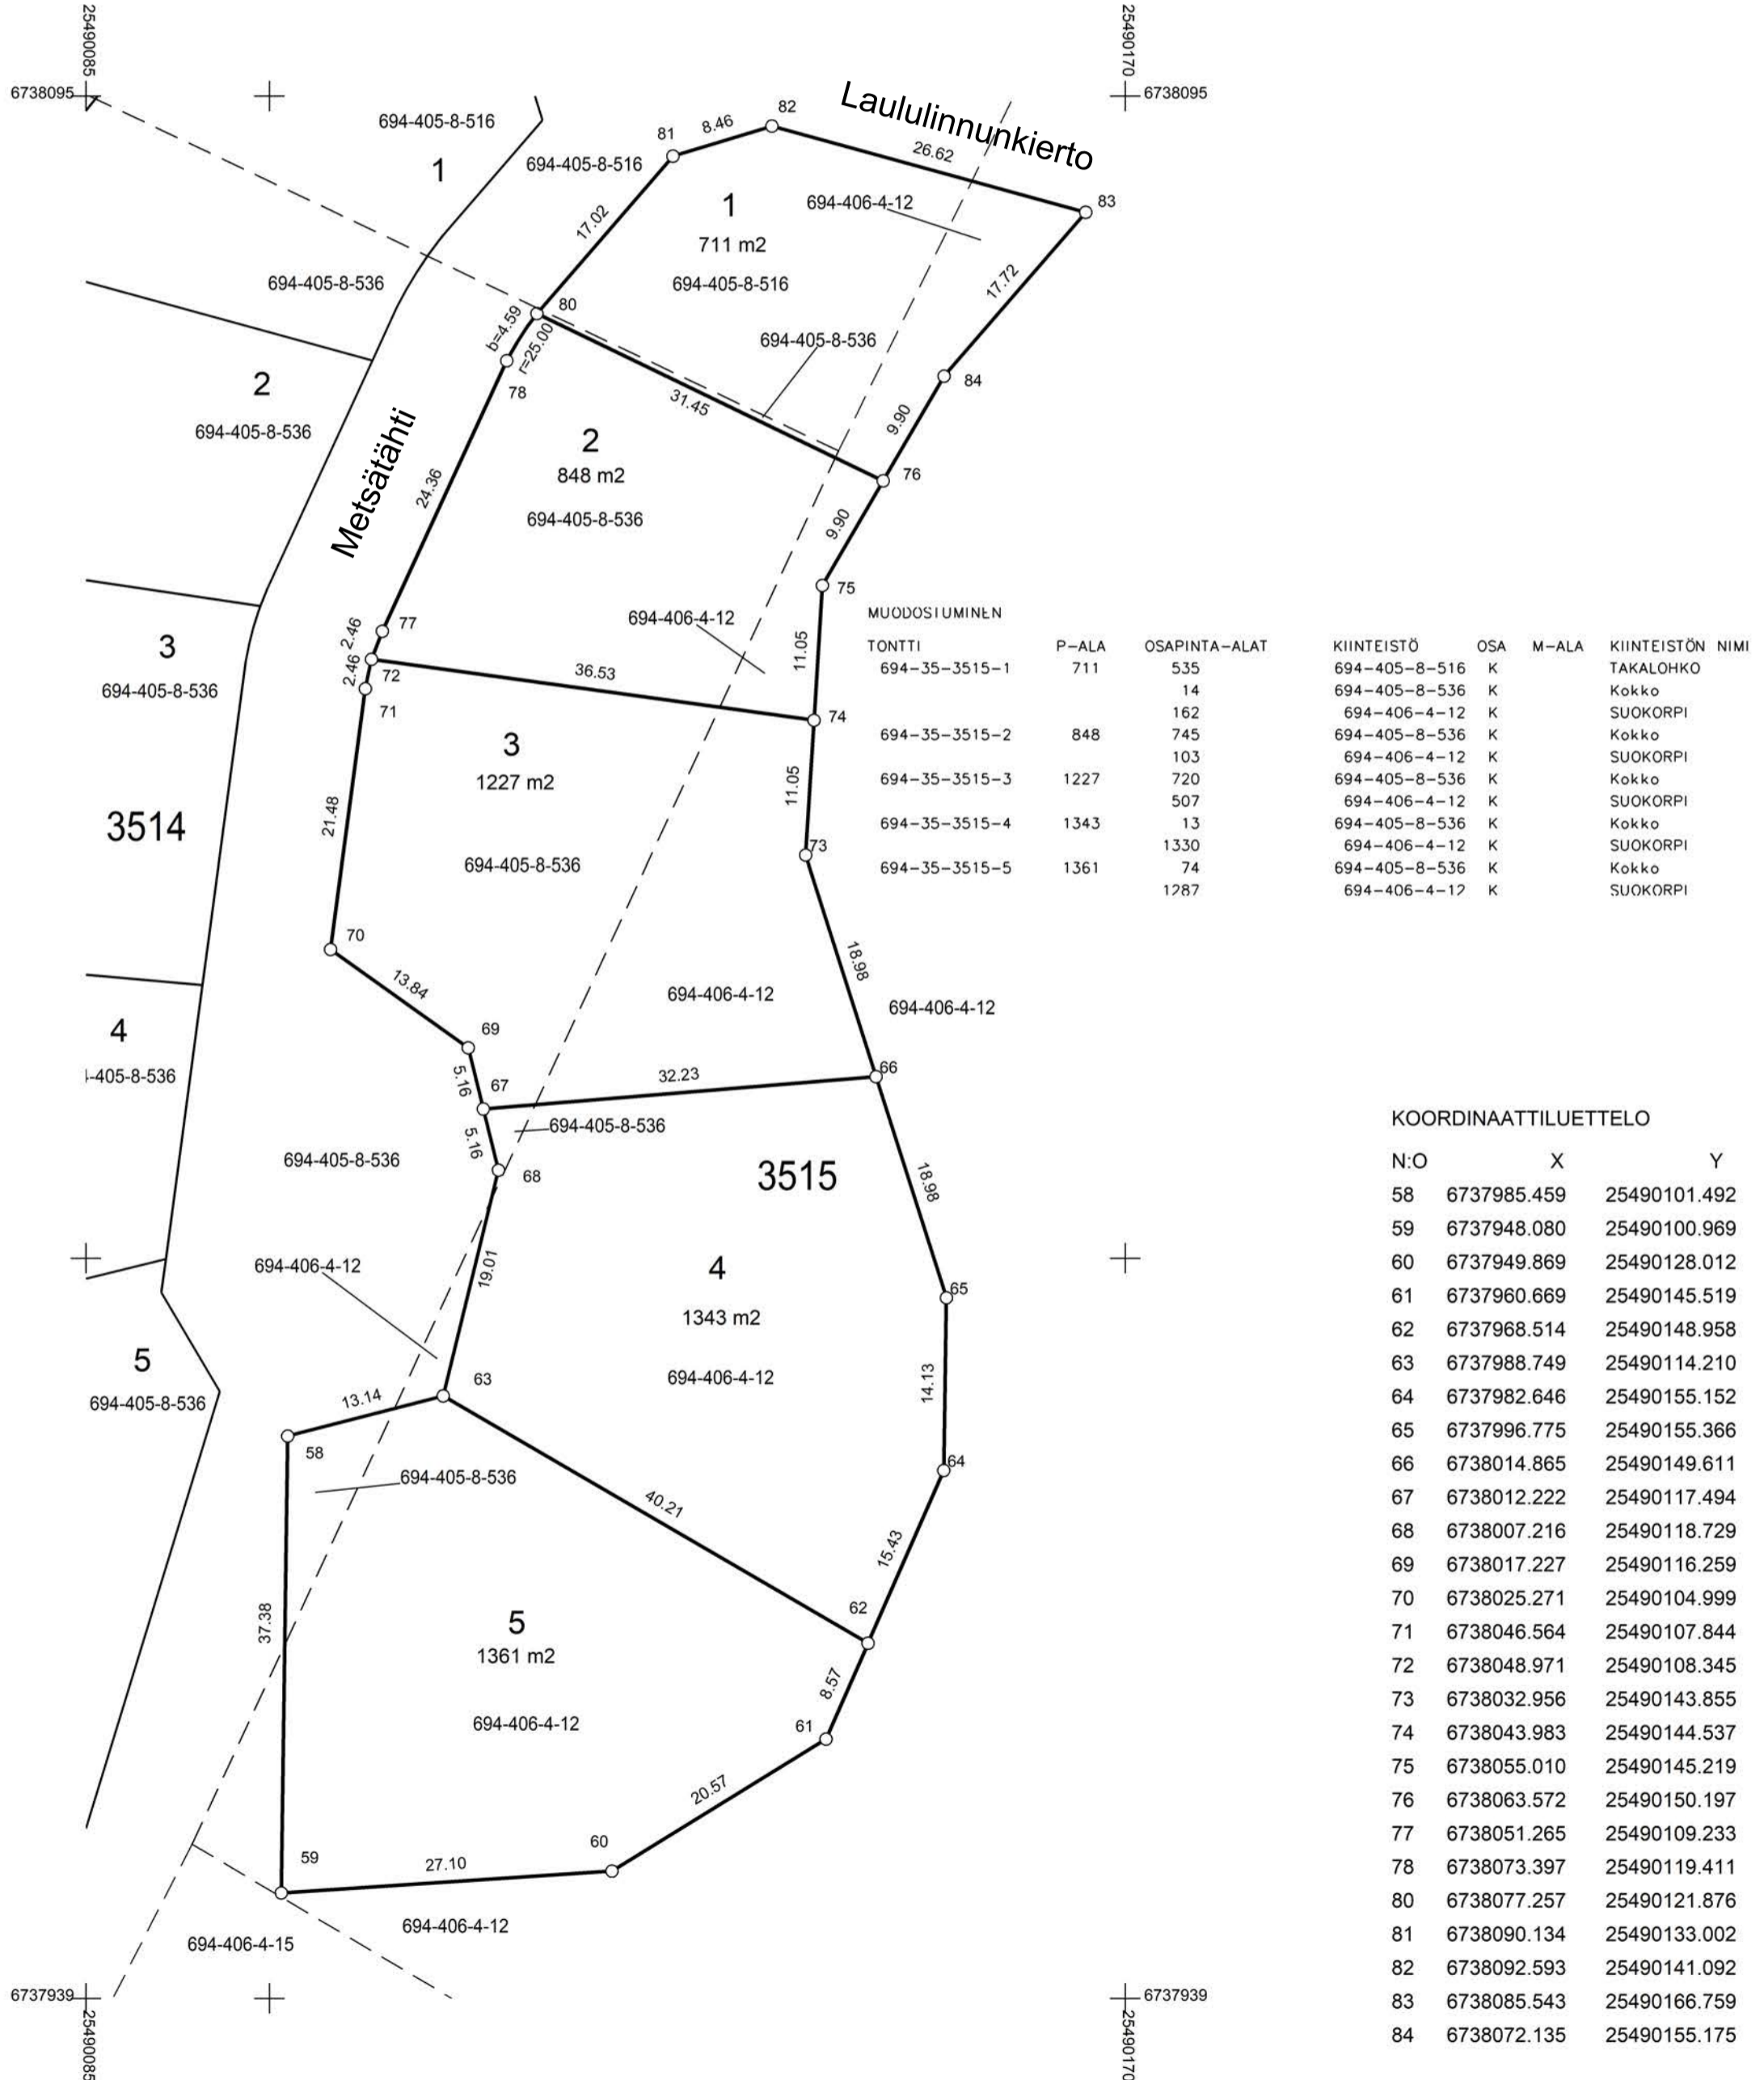 25490085
25490170
6738095
6738095
694-405-8-516
1
694-405-8-516
Laululinnunkierto
81
8.46
82
26.62
83
1
711 m2
694-405-8-516
694-406-4-12
17.02
17.72
694-405-8-536
80
b=4.59
r=25.00
694-405-8-536
78
31.45
84
9.90
76
2
694-405-8-536
Metsätähti
24.36
2
848 m2
694-405-8-536
9.90
75
77
2.46
2.46
72
71
694-406-4-12
36.53
11.05
74
3
694-405-8-536
3514
3
1227 m2
694-405-8-536
21.48
11.05
73
MUODOSTUMINEN
TONTTI P-ALA OSAPINTA-ALAT KIINTEISTÖ OSA M-ALA KIINTEISTÖN NIMI
694-35-3515-1 711 535 694-405-8-516 K TAKALOHKO
14 694-405-8-536 K Kokko
162 694-406-4-12 K SUOKORPI
694-35-3515-2 848 745 694-405-8-536 K Kokko
103 694-406-4-12 K SUOKORPI
694-35-3515-3 1227 720 694-405-8-536 K Kokko
507 694-406-4-12 K SUOKORPI
694-35-3515-4 1343 13 694-405-8-536 K Kokko
1330 694-406-4-12 K SUOKORPI
694-35-3515-5 1361 74 694-405-8-536 K Kokko
1287 694-406-4-12 K SUOKORPI
70
13.84
69
5.16
67
694-406-4-12
18.98
694-406-4-12
66
32.23
4
-405-8-536
694-405-8-536
5.16
68
694-405-8-536
3515
18.98
65
694-406-4-12
19.01
4
1343 m2
694-406-4-12
14.13
64
5
694-405-8-536
13.14
63
58
694-405-8-536
40.21
15.43
62
37.38
5
1361 m2
694-406-4-12
8.57
61
20.57
60
59
27.10
694-406-4-12
694-406-4-15
6737939
6737939
25490085
25490170
KOORDINAATTILUETTELO
N:O X Y
58 6737985.459 25490101.492
59 6737948.080 25490100.969
60 6737949.869 25490128.012
61 6737960.669 25490145.519
62 6737968.514 25490148.958
63 6737988.749 25490114.210
64 6737982.646 25490155.152
65 6737996.775 25490155.366
66 6738014.865 25490149.611
67 6738012.222 25490117.494
68 6738007.216 25490118.729
69 6738017.227 25490116.259
70 6738025.271 25490104.999
71 6738046.564 25490107.844
72 6738048.971 25490108.345
73 6738032.956 25490143.855
74 6738043.983 25490144.537
75 6738055.010 25490145.219
76 6738063.572 25490150.197
77 6738051.265 25490109.233
78 6738073.397 25490119.411
80 6738077.257 25490121.876
81 6738090.134 25490133.002
82 6738092.593 25490141.092
83 6738085.543 25490166.759
84 6738072.135 25490155.175